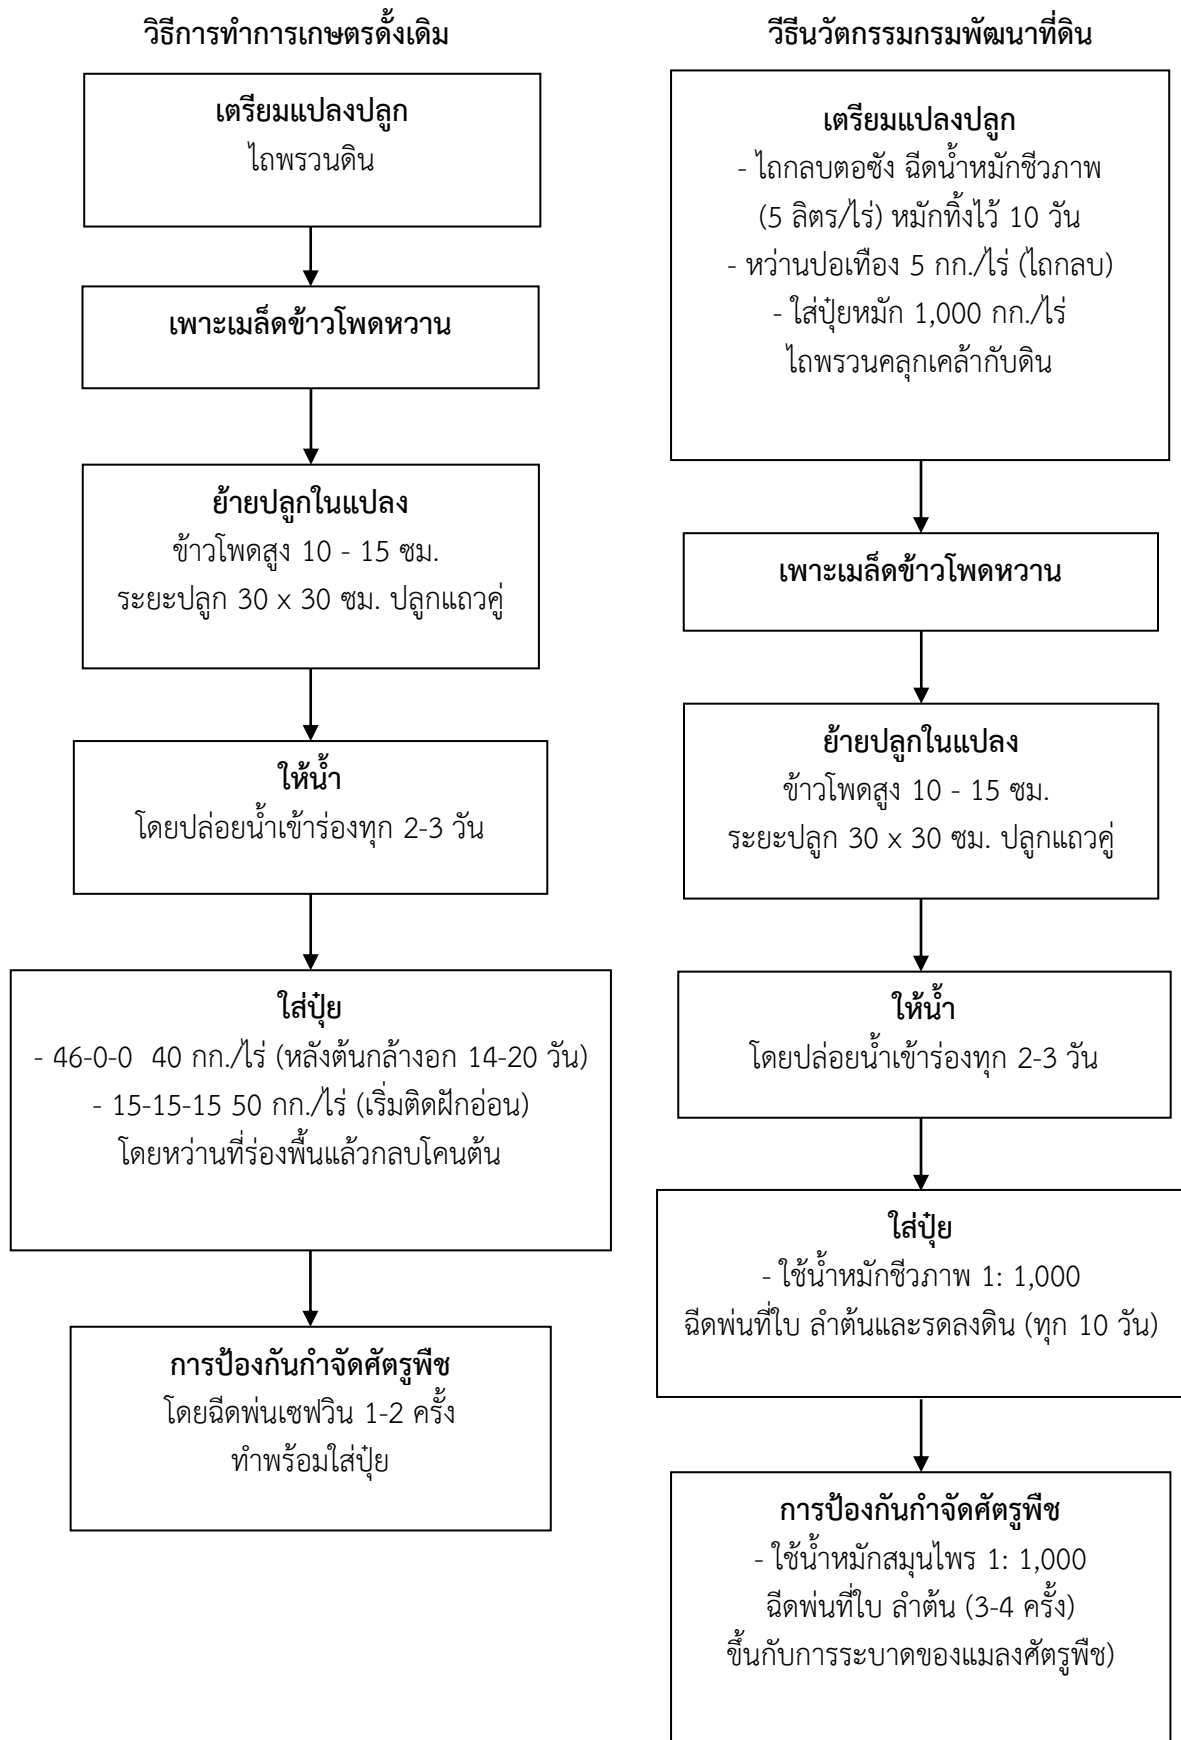 วิธีการทำการเกษตรดั้งเดิม
เตรียมแปลงปลูก
ไถพรวนดิน
เพาะเมล็ดข้าวโพดหวาน
ย้ายปลูกในแปลง
ข้าวโพดสูง 10 - 15 ซม.
ระยะปลูก 30 x 30 ซม. ปลูกแถวคู่
ให้น้ำ
โดยปล่อยน้ำเข้าร่องทุก 2-3 วัน
ใส่ปุ๋ย
- 46-0-0  40 กก./ไร่ (หลังต้นกล้างอก 14-20 วัน)
- 15-15-15 50 กก./ไร่ (เริ่มติดฝักอ่อน)
โดยหว่านที่ร่องพื้นแล้วกลบโคนต้น
การป้องกันกำจัดศัตรูพืช
โดยฉีดพ่นเซฟวิน 1-2 ครั้ง
ทำพร้อมใส่ปุ๋ย
วิธีนวัตกรรมกรมพัฒนาที่ดิน
เตรียมแปลงปลูก
- ไถกลบตอซัง ฉีดน้ำหมักชีวภาพ
(5 ลิตร/ไร่) หมักทิ้งไว้ 10 วัน
- หว่านปอเทือง 5 กก./ไร่ (ไถกลบ)
- ใส่ปุ๋ยหมัก 1,000 กก./ไร่
ไถพรวนคลุกเคล้ากับดิน
เพาะเมล็ดข้าวโพดหวาน
ย้ายปลูกในแปลง
ข้าวโพดสูง 10 - 15 ซม.
ระยะปลูก 30 x 30 ซม. ปลูกแถวคู่
ให้น้ำ
โดยปล่อยน้ำเข้าร่องทุก 2-3 วัน
ใส่ปุ๋ย
- ใช้น้ำหมักชีวภาพ 1: 1,000
ฉีดพ่นที่ใบ ลำต้นและรดลงดิน (ทุก 10 วัน)
การป้องกันกำจัดศัตรูพืช
- ใช้น้ำหมักสมุนไพร 1: 1,000
ฉีดพ่นที่ใบ ลำต้น (3-4 ครั้ง)
ขึ้นกับการระบาดของแมลงศัตรูพืช)